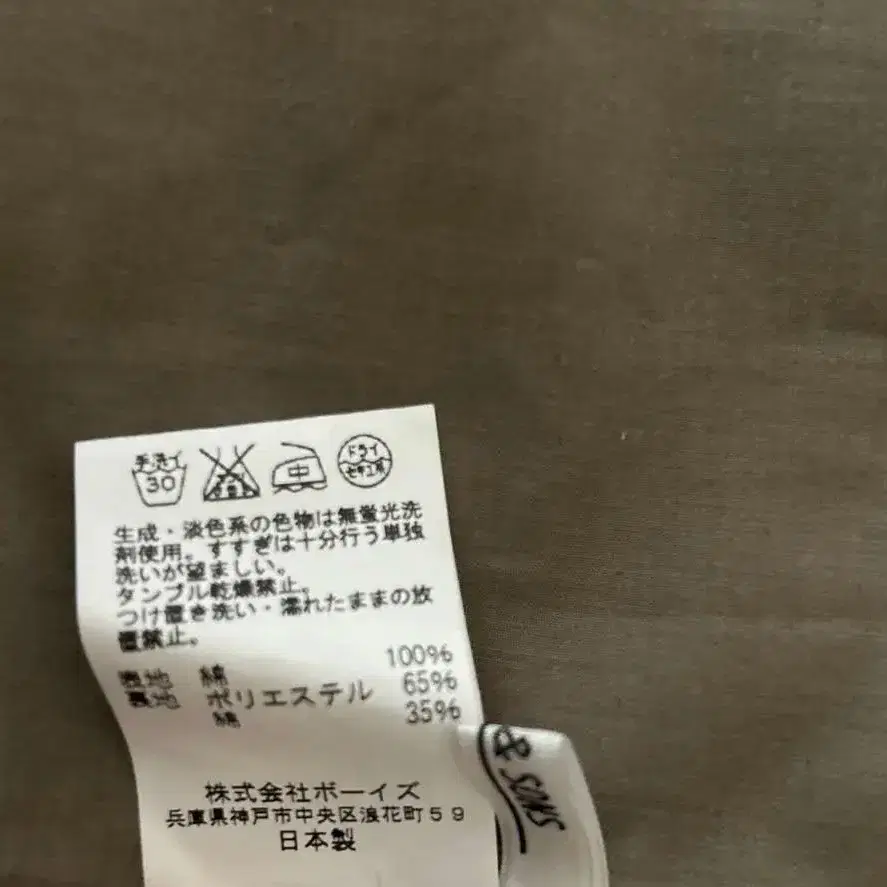 手洗イ
30
中
ドライ
セキユ系
生成・淡色系の色物は無蛍光洗
剤使用。すすぎは十分行う単独
洗いが望ましい。
タンブル乾燥禁止。
つけ置き洗い・濡れたままの放
置禁止。
表地 綿 100%
裏地 ポリエステル 65%
綿 35%
株式会社ボーイズ
兵庫県神戸市中央区浪花町59
日本製
& SONS